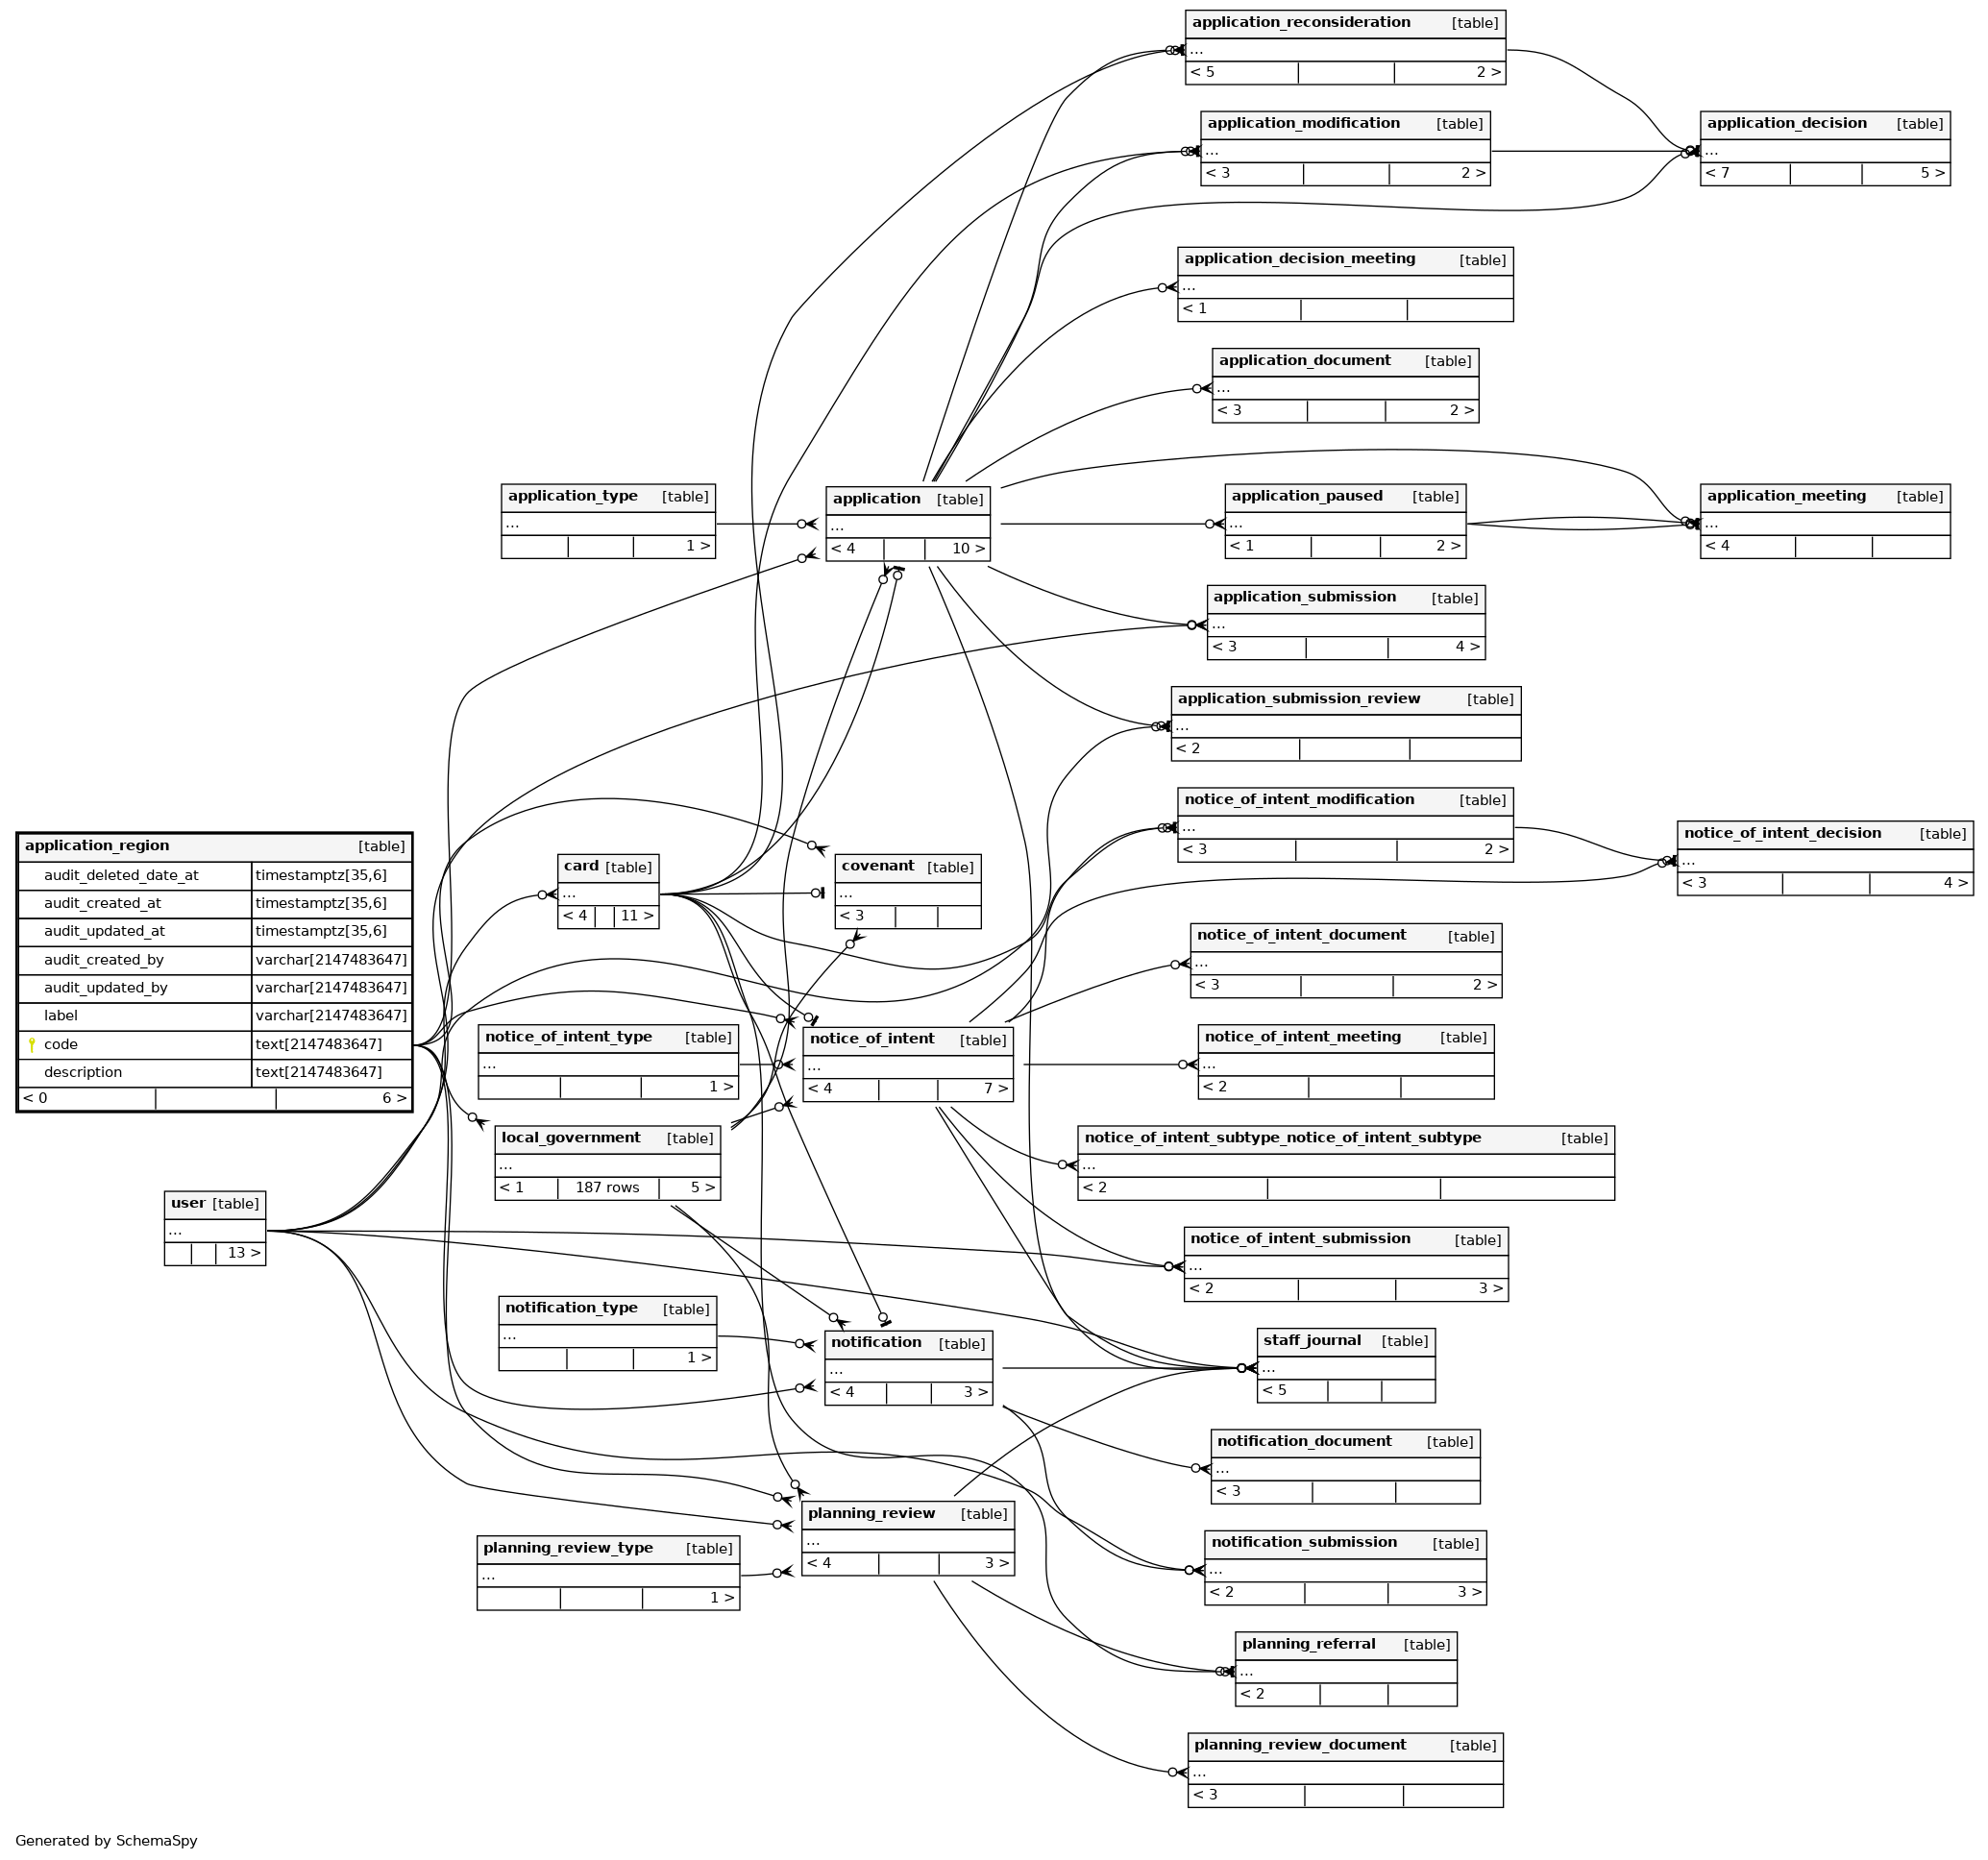 application_reconsideration [table]
...
< 5 2 >
application_modification [table]
...
< 3 2 >
application_decision [table]
...
< 7 5 >
application_decision_meeting [table]
...
< 1
application_document [table]
...
< 3 2 >
application_type [table]
...
1 >
application [table]
...
< 4 10 >
application_paused [table]
...
< 1 2 >
application_meeting [table]
...
< 4
application_submission [table]
...
< 3 4 >
application_submission_review [table]
...
< 2
notice_of_intent_modification [table]
...
< 3 2 >
notice_of_intent_decision [table]
...
< 3 4 >
application_region [table]
audit_deleted_date_at timestamptz[35,6]
audit_created_at timestamptz[35,6]
audit_updated_at timestamptz[35,6]
audit_created_by varchar[2147483647]
audit_updated_by varchar[2147483647]
label varchar[2147483647]
code text[2147483647]
description text[2147483647]
< 0 6 >
card [table]
...
< 4 11 >
covenant [table]
...
< 3
notice_of_intent_document [table]
...
< 3 2 >
notice_of_intent_type [table]
...
1 >
notice_of_intent [table]
...
< 4 7 >
notice_of_intent_meeting [table]
...
< 2
local_government [table]
...
< 1 187 rows 5 >
notice_of_intent_subtype_notice_of_intent_subtype [table]
...
< 2
user [table]
...
13 >
notice_of_intent_submission [table]
...
< 2 3 >
notification_type [table]
...
1 >
notification [table]
...
< 4 3 >
staff_journal [table]
...
< 5
notification_document [table]
...
< 3
planning_review [table]
...
< 4 3 >
planning_review_type [table]
...
1 >
notification_submission [table]
...
< 2 3 >
planning_referral [table]
...
< 2
planning_review_document [table]
...
< 3
Generated by SchemaSpy